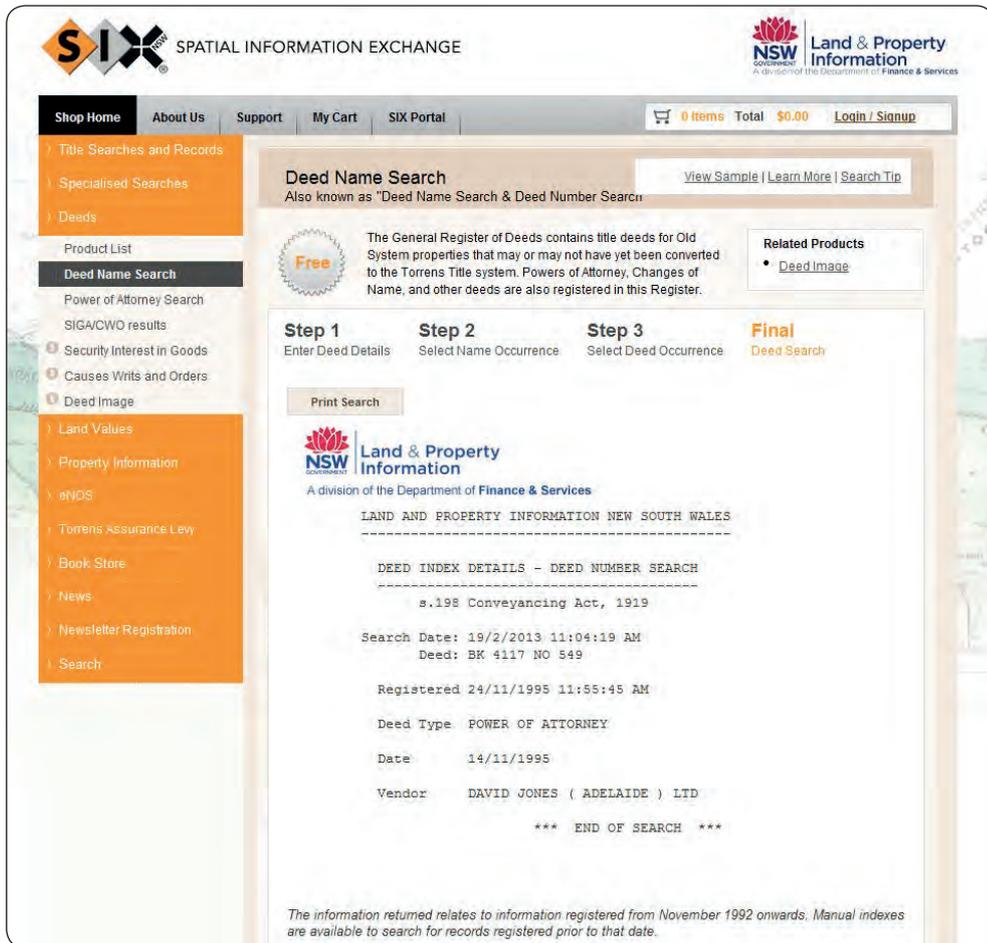 SIX® NSW SPATIAL INFORMATION EXCHANGE
NSW GOVERNMENT
Land & Property
Information
A division of the Department of Finance & Services
Shop Home About Us Support My Cart SIX Portal 0 items Total $0.00 Login / Signup
Title Searches and Records
Specialised Searches
Deeds
Product List
Deed Name Search
Power of Attorney Search
SIGA/CWO results
Security Interest in Goods
Causes Writs and Orders
Deed Image
Land Values
Property Information
eNOS
Torrens Assurance Levy
Book Store
News
Newsletter Registration
Search
Deed Name Search
Also known as "Deed Name Search & Deed Number Search
View Sample | Learn More | Search Tip
Free
The General Register of Deeds contains title deeds for Old
System properties that may or may not have yet been converted
to the Torrens Title system. Powers of Attorney, Changes of
Name, and other deeds are also registered in this Register.
Related Products
• Deed Image
Step 1 Step 2 Step 3 Final
Enter Deed Details Select Name Occurrence Select Deed Occurrence Deed Search
Print Search
NSW GOVERNMENT
Land & Property
Information
A division of the Department of Finance & Services
LAND AND PROPERTY INFORMATION NEW SOUTH WALES
---------------------------------------------
DEED INDEX DETAILS - DEED NUMBER SEARCH
---------------------------------------
s.198 Conveyancing Act, 1919
Search Date: 19/2/2013 11:04:19 AM
Deed: BK 4117 NO 549
Registered 24/11/1995 11:55:45 AM
Deed Type POWER OF ATTORNEY
Date 14/11/1995
Vendor DAVID JONES ( ADELAIDE ) LTD
*** END OF SEARCH ***
The information returned relates to information registered from November 1992 onwards. Manual indexes
are available to search for records registered prior to that date.